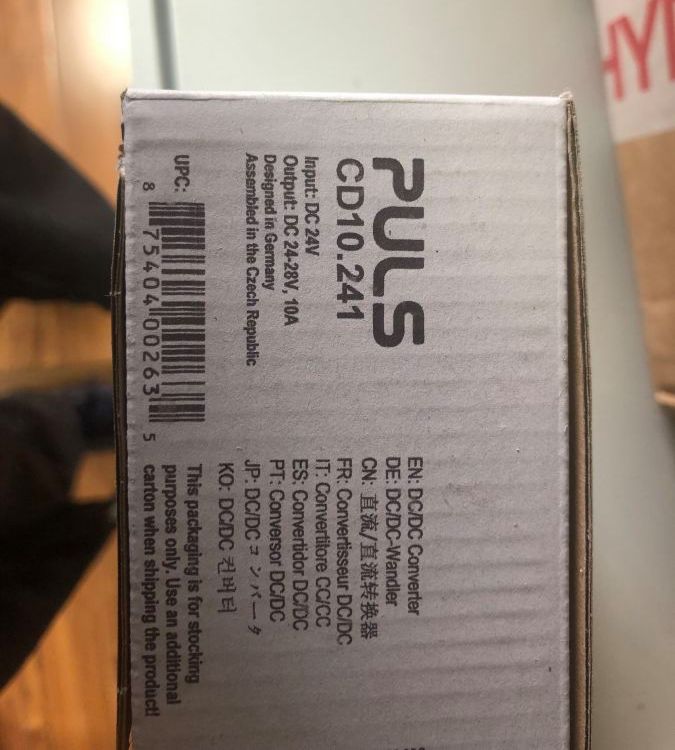 PULS
CD10.241
Input: DC 24V
Output: DC 24-28V, 10A
Designed in Germany
Assembled in the Czech Republic
UPC:
8 75404 00263 5
EN: DC/DC Converter
DE: DC/DC-Wandler
CN: 直流/直流转换器
FR: Convertisseur DC/DC
IT: Convertitore CC/CC
ES: Convertidor DC/DC
PT: Conversor DC/DC
JP: DC/DC コンバータ
KO: DC/DC 컨버터
This packaging is for stocking
purposes only. Use an additional
carton when shipping the product!